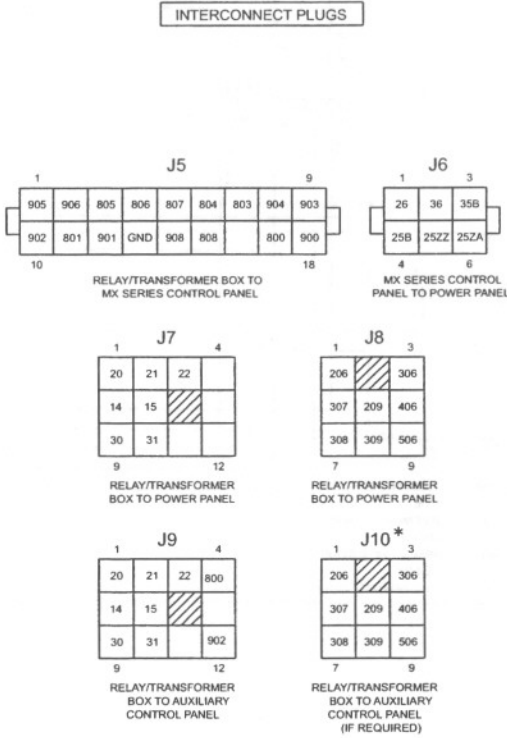 INTERCONNECT PLUGS
J5
1 9
905 906 805 806 807 804 803 904 903
902 801 901 GND 908 808 800 900
10 18
RELAY/TRANSFORMER BOX TO
MX SERIES CONTROL PANEL
J6
1 3
26 36 35B
25B 25ZZ 25ZA
4 6
MX SERIES CONTROL
PANEL TO POWER PANEL
J7
1 4
20 21 22
14 15
30 31
9 12
RELAY/TRANSFORMER
BOX TO POWER PANEL
J8
1 3
206 306
307 209 406
308 309 506
7 9
RELAY/TRANSFORMER
BOX TO POWER PANEL
J9
1 4
20 21 22 800
14 15
30 31 902
9 12
RELAY/TRANSFORMER
BOX TO AUXILIARY
CONTROL PANEL
J10*
1 3
206 306
307 209 406
308 309 506
7 9
RELAY/TRANSFORMER
BOX TO AUXILIARY
CONTROL PANEL
(IF REQUIRED)